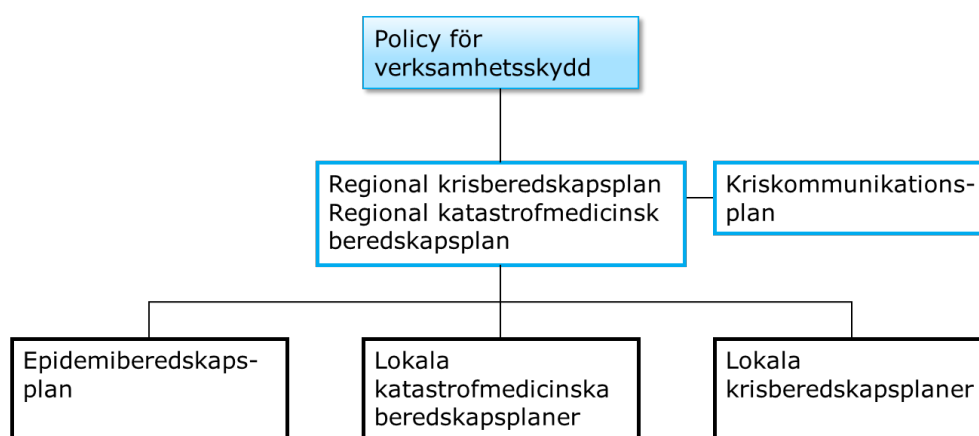 Policy för
verksamhetsskydd
Regional krisberedskapsplan
Regional katastrofmedicinsk
beredskapsplan
Kriskommunikations-
plan
Epidemiberedskaps-
plan
Lokala
katastrofmedicinska
beredskapsplaner
Lokala
krisberedskapsplaner